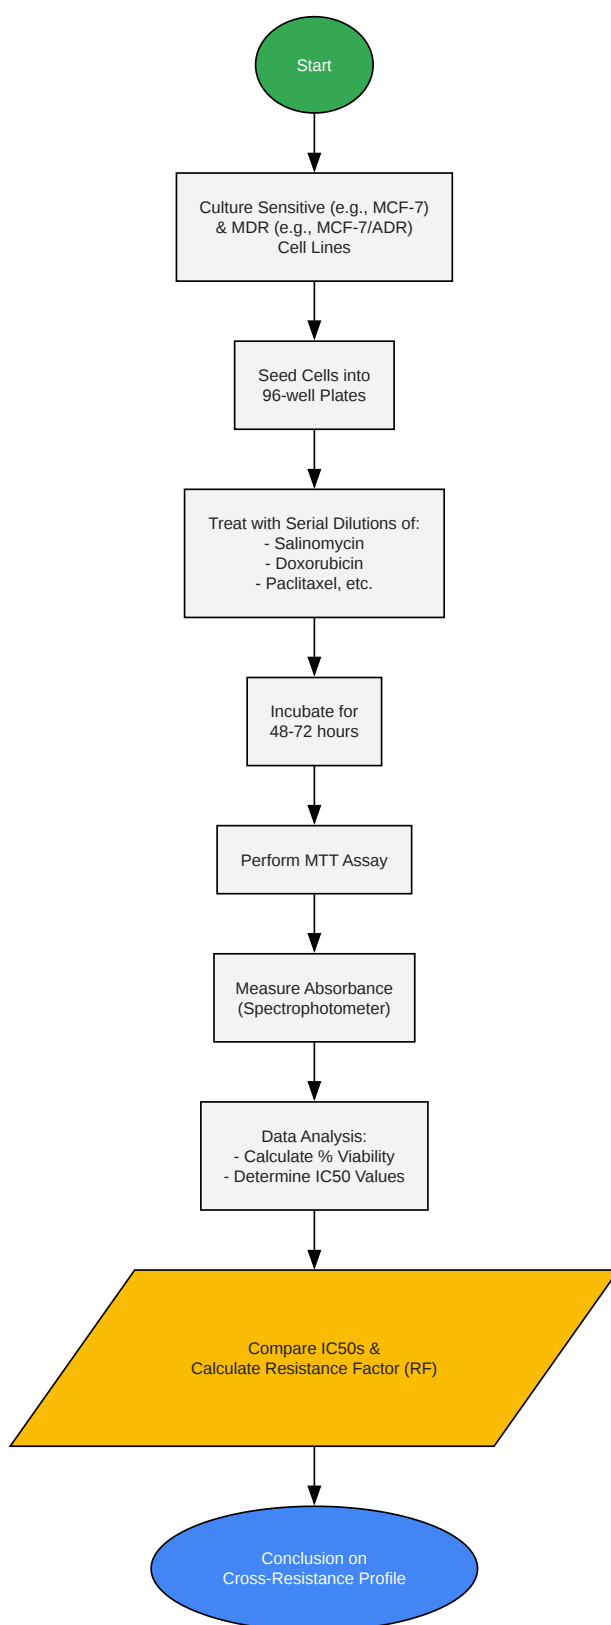 Start
Culture Sensitive (e.g., MCF-7)
& MDR (e.g., MCF-7/ADR)
Cell Lines
Seed Cells into
96-well Plates
Treat with Serial Dilutions of:
- Salinomycin
- Doxorubicin
- Paclitaxel, etc.
Incubate for
48-72 hours
Perform MTT Assay
Measure Absorbance
(Spectrophotometer)
Data Analysis:
- Calculate % Viability
- Determine IC50 Values
Compare IC50s &
Calculate Resistance Factor (RF)
Conclusion on
Cross-Resistance Profile